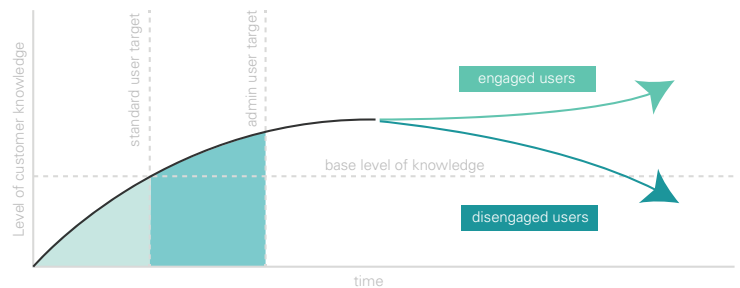 Level of customer knowledge
standard user target
admin user target
engaged users
base level of knowledge
disengaged users
time